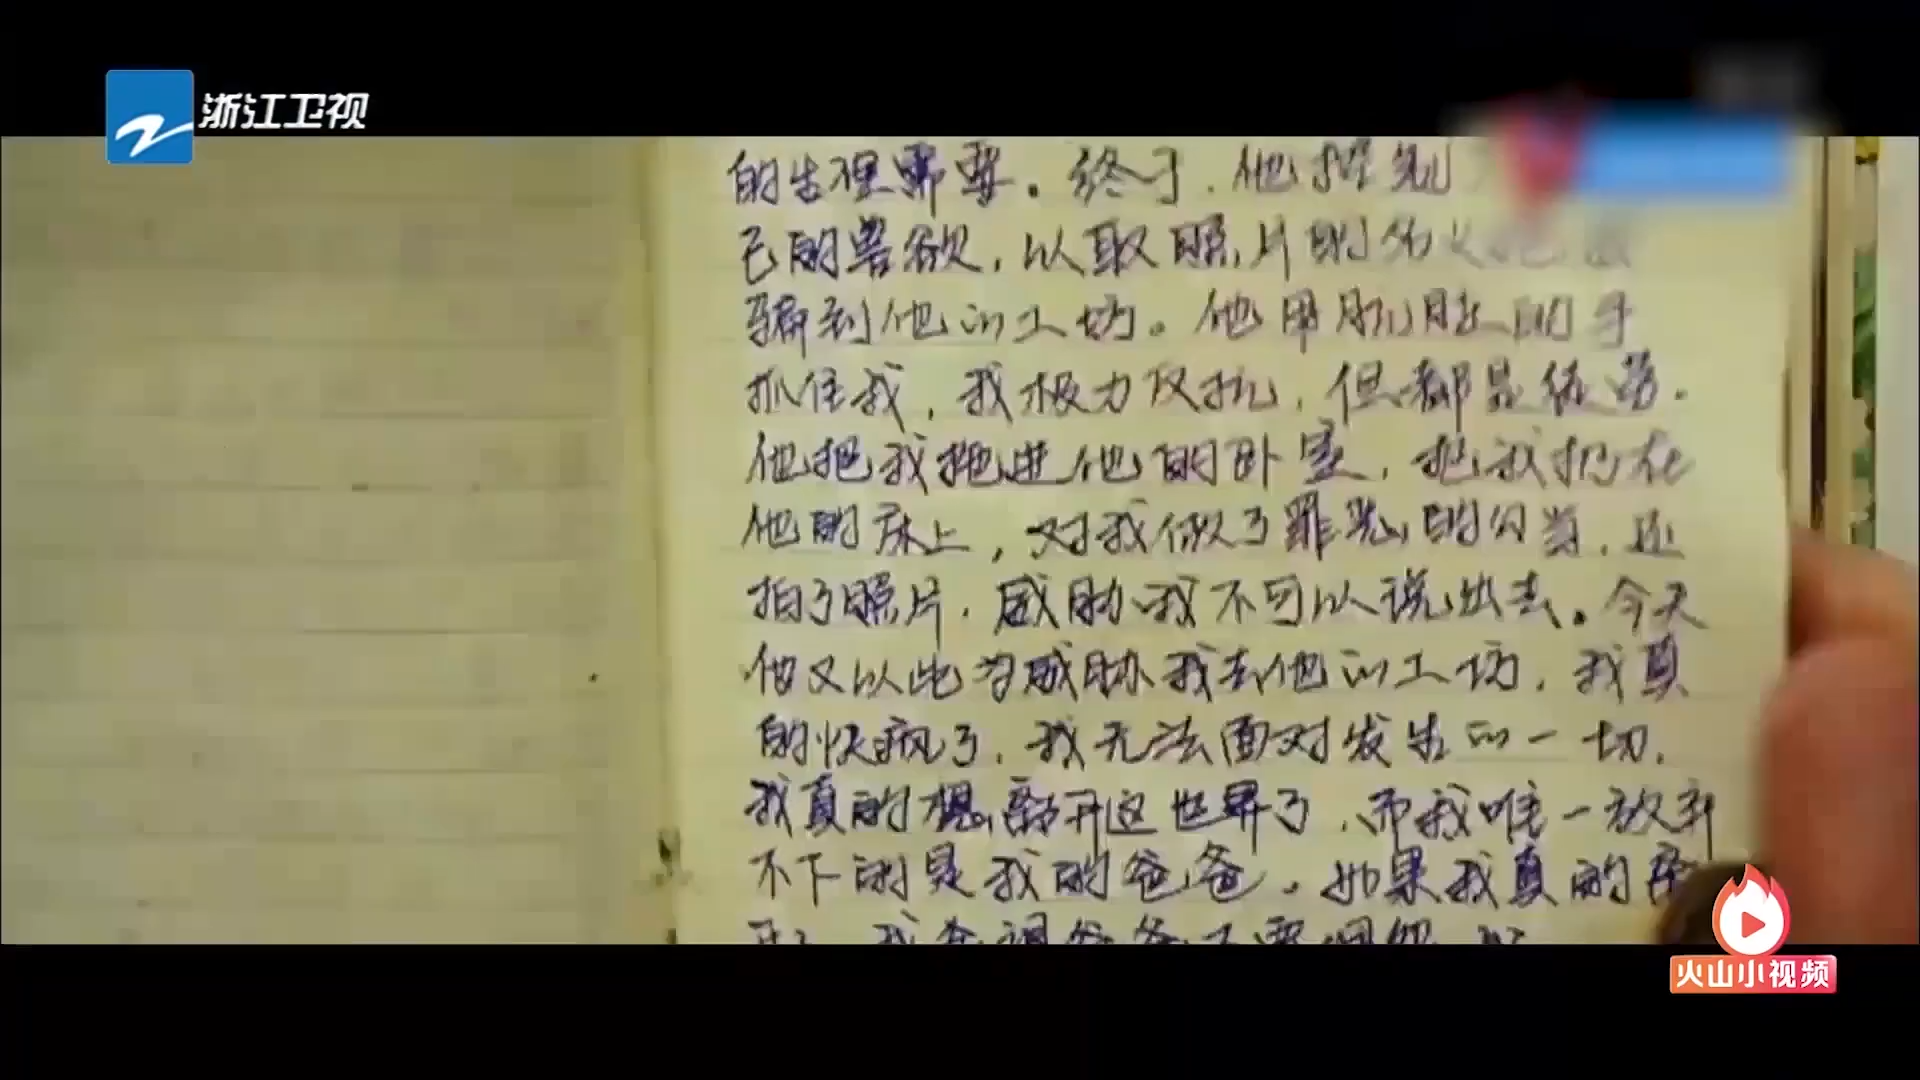 浙江卫视
的生理需要。终于,他按
己的兽欲,以取照片的
骗到他的工坊。他用肮脏的手
抓住我,我极力反抗,但都是徒劳.
他把我拖进他的卧室,把我扔在
他的床上,对我做了罪恶的勾当,还
拍了照片,威胁我不可以说出去。今天
他又以此为威胁我去他的工坊,我真
的快疯了,我无法面对发生的一切,
我真的想离开这世界了,而我唯一放弃
不下的是我的爸爸。如果我真的
火山小视频